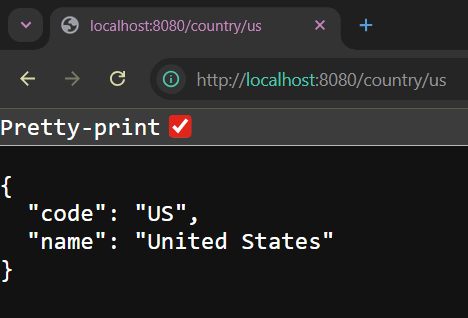 localhost:8080/country/us
http://localhost:8080/country/us
Pretty-print
{
"code": "US",
"name": "United States"
}